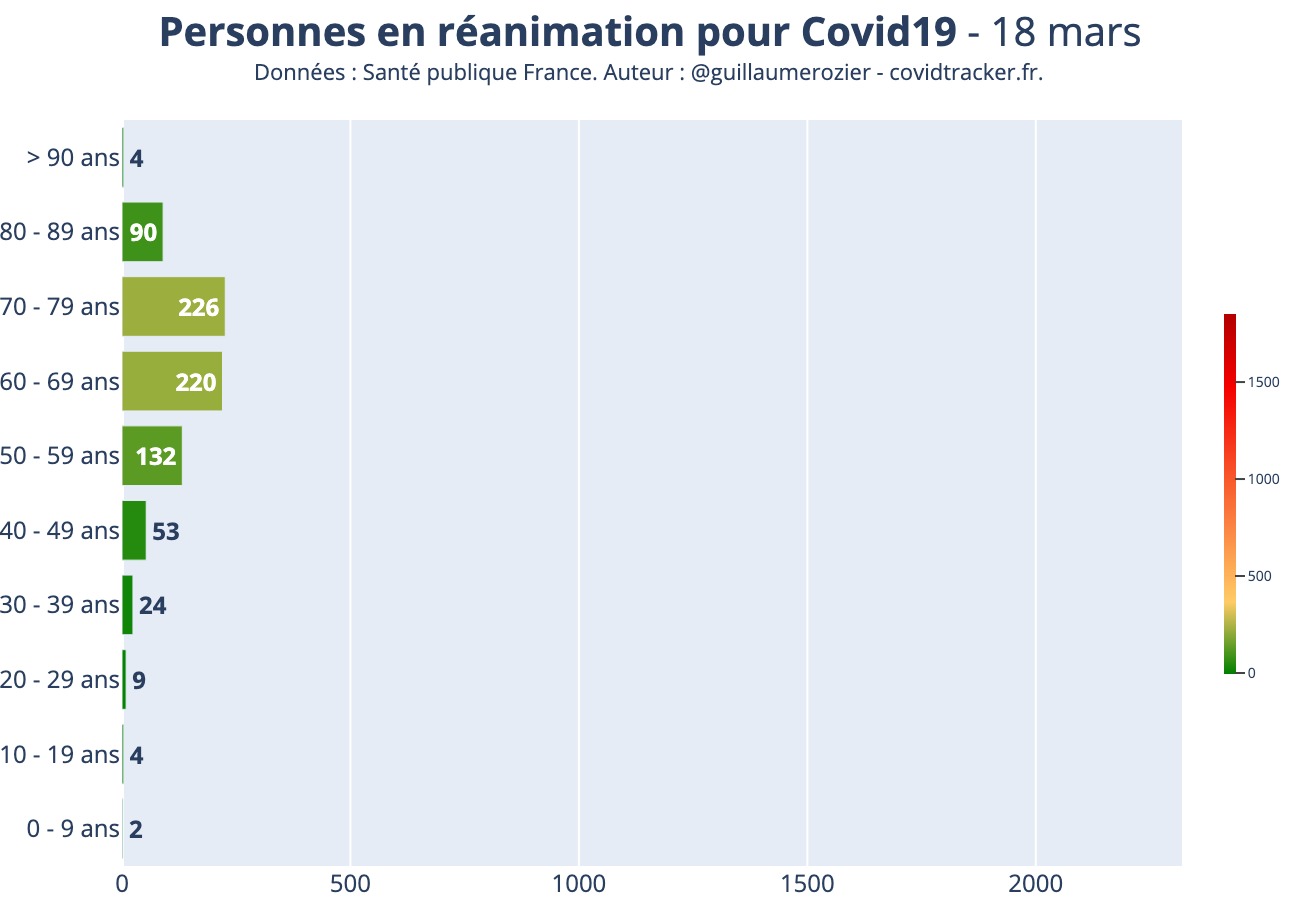 Personnes en réanimation pour Covid19 - 18 mars
Données : Santé publique France. Auteur : @guillaumerozier - covidtracker.fr.
> 90 ans 4
80 - 89 ans 90
70 - 79 ans 226
60 - 69 ans 220
50 - 59 ans 132
40 - 49 ans 53
30 - 39 ans 24
20 - 29 ans 9
10 - 19 ans 4
0 - 9 ans 2
0 500 1000 1500 2000
1500
1000
500
0